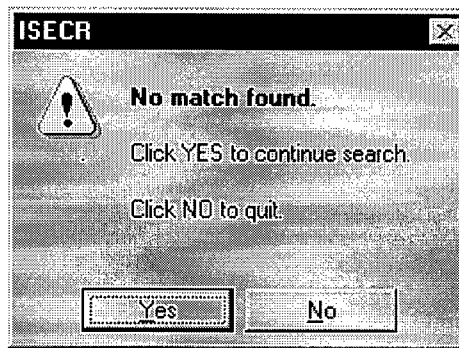 ISECR
No match found.
Click YES to continue search.
Click NO to quit.
Yes No